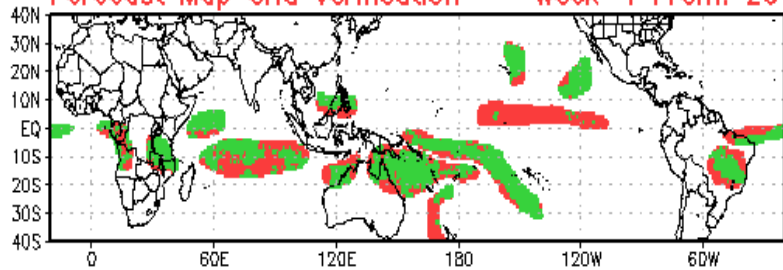 Forecast Map and Verification Week-1 From: 20
40N
30N
20N
10N
EQ
10S
20S
30S
40S
0 60E 120E 180 120W 60W